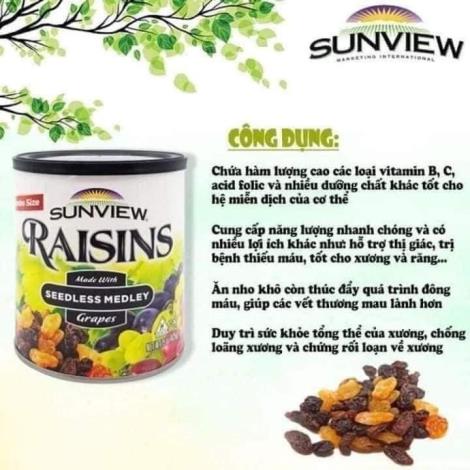 SUNVIEW
MARKETING INTERNATIONAL
CÔNG DỤNG:
Chứa hàm lượng cao các loại vitamin B, C,
acid folic và nhiều dưỡng chất khác tốt cho
hệ miễn dịch của cơ thể
Cung cấp năng lượng nhanh chóng và có
nhiều lợi ích khác như: hỗ trợ thị giác, trị
bệnh thiếu máu, tốt cho xương và răng...
Ăn nho khô còn thúc đẩy quá trình đông
máu, giúp các vết thương mau lành hơn
Duy trì sức khỏe tổng thể của xương, chống
loãng xương và chứng rối loạn về xương
Size
SUNVIEW
RAISINS
Made With
SEEDLESS MEDLEY
Grapes